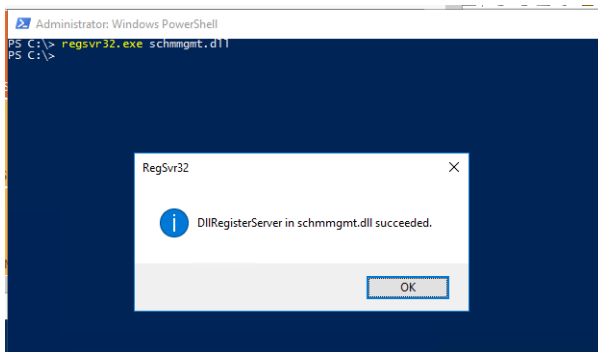 Administrator: Windows PowerShell
PS C:\> regsvr32.exe schmmgmt.dll
PS C:\>
RegSvr32
DllRegisterServer in schmmgmt.dll succeeded.
OK